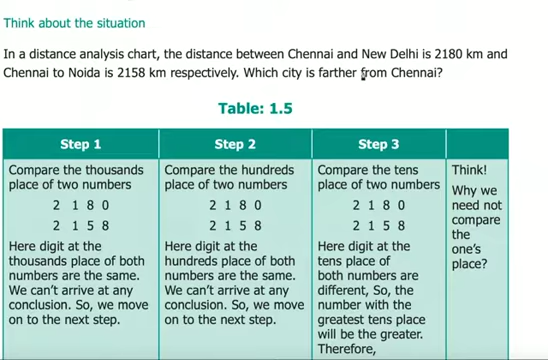 Think about the situation
In a distance analysis chart, the distance between Chennai and New Delhi is 2180 km and
Chennai to Noida is 2158 km respectively. Which city is farther from Chennai?
Table: 1.5
Step 1
Compare the thousands
place of two numbers
2 1 8 0
2 1 5 8
Here digit at the
thousands place of both
numbers are the same.
We can't arrive at any
conclusion. So, we move
on to the next step.
Step 2
Compare the hundreds
place of two numbers
2 1 8 0
2 1 5 8
Here digit at the
hundreds place of both
numbers are the same.
We can't arrive at any
conclusion. So, we move
on to the next step.
Step 3
Compare the tens
place of two numbers
2 1 8 0
2 1 5 8
Here digit at the
tens place of
both numbers are
different, So, the
number with the
greatest tens place
will be the greater.
Therefore,
Think!
Why we
need not
compare
the
one's
place?